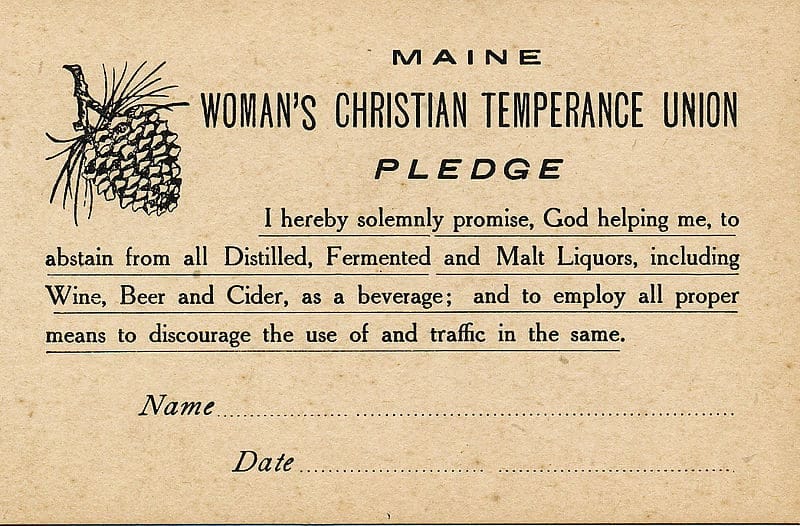 MAINE
WOMAN'S CHRISTIAN TEMPERANCE UNION
PLEDGE
I hereby solemnly promise, God helping me, to
abstain from all Distilled, Fermented and Malt Liquors, including
Wine, Beer and Cider, as a beverage; and to employ all proper
means to discourage the use of and traffic in the same.
Name
Date